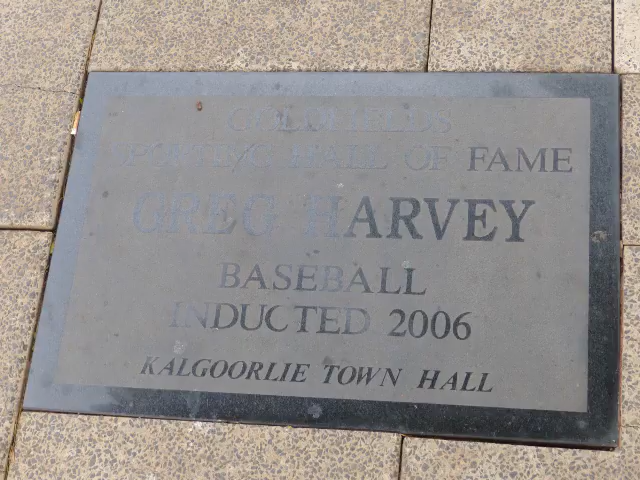 GOLDFIELDS
SPORTING HALL OF FAME
GREG HARVEY
BASEBALL
INDUCTED 2006
KALGOORLIE TOWN HALL